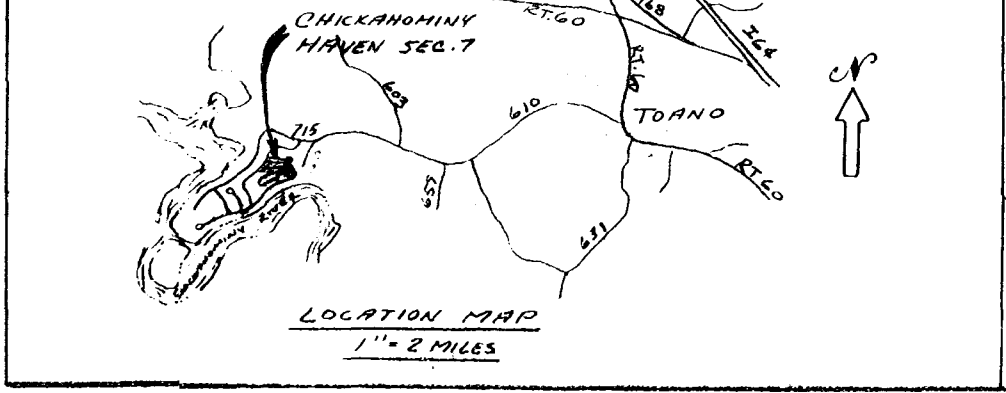 CHICKAHOMINY
HAVEN SEC. 7
RT. 60
168
I 64
RT. 60
N
603
610
TOANO
715
RT. 60
659
631
CHICKAHOMINY RIVER
LOCATION MAP
1" = 2 MILES